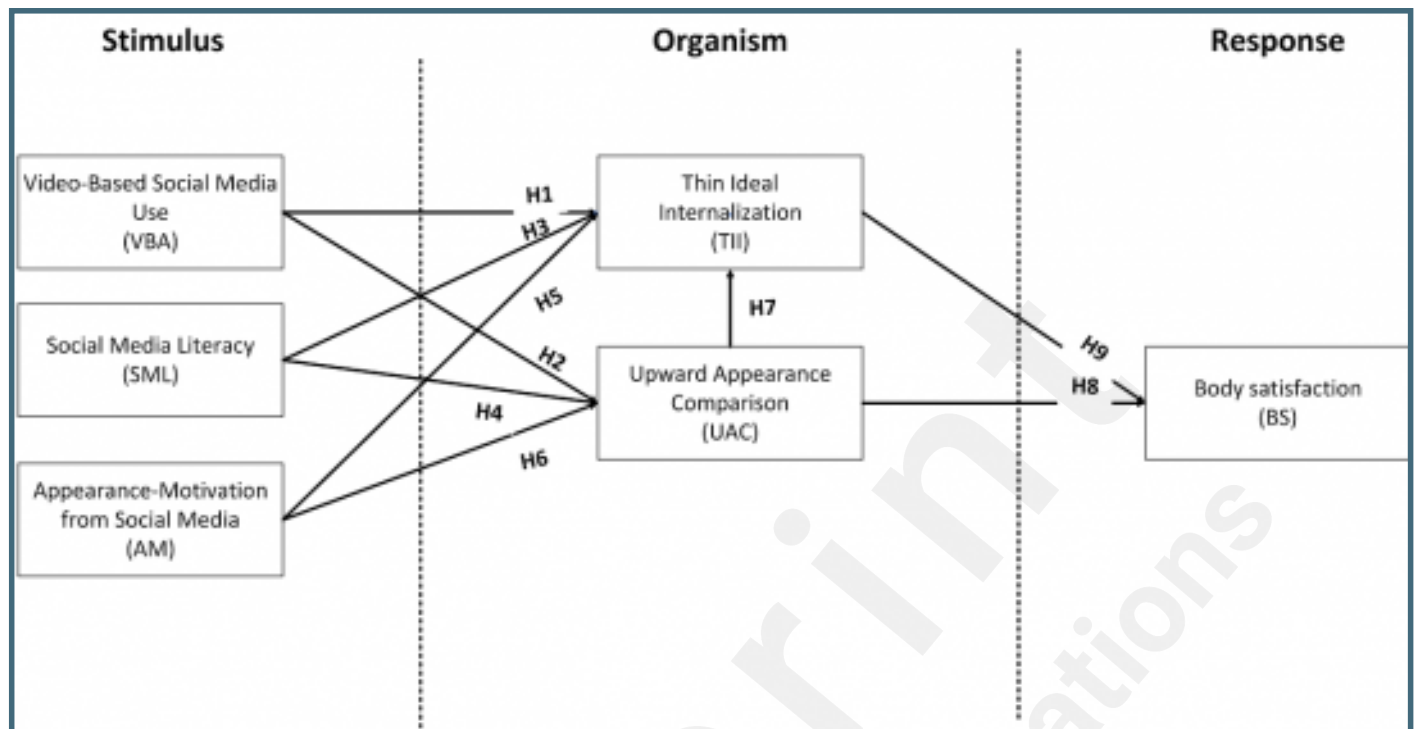 Stimulus
Organism
Response
Video-Based Social Media
Use
(VBA)
Social Media Literacy
(SML)
Appearance-Motivation
from Social Media
(AM)
H1
H3
H5
H2
H4
H6
Thin Ideal
Internalization
(TII)
H7
Upward Appearance
Comparison
(UAC)
H9
H8
Body satisfaction
(BS)